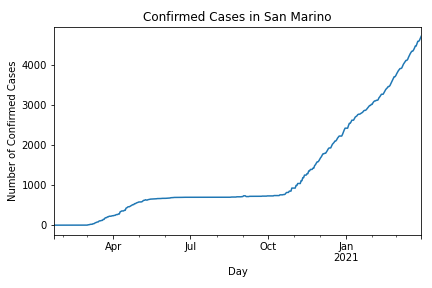 Confirmed Cases in San Marino
Number of Confirmed Cases
4000
3000
2000
1000
0
Apr
Jul
Oct
Jan
2021
Day